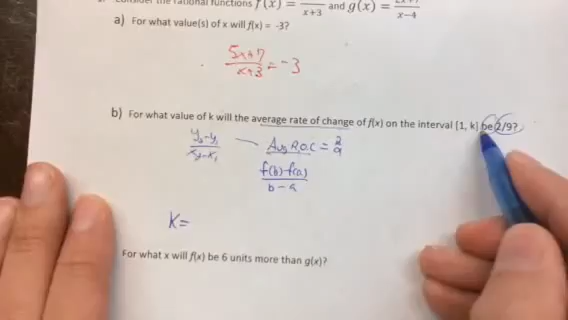 Consider the rational functions f(x) = x+3 and g(x) = 2x+7 x-4
a) For what value(s) of x will f(x) = -3?
5x+7/x+3 = -3
b) For what value of k will the average rate of change of f(x) on the interval [1, k] be 2/9?
y₂-y₁/x₂-x₁ — Avg R.O.C = 2/9
f(b)-f(a)/b-a
K=
For what x will f(x) be 6 units more than g(x)?